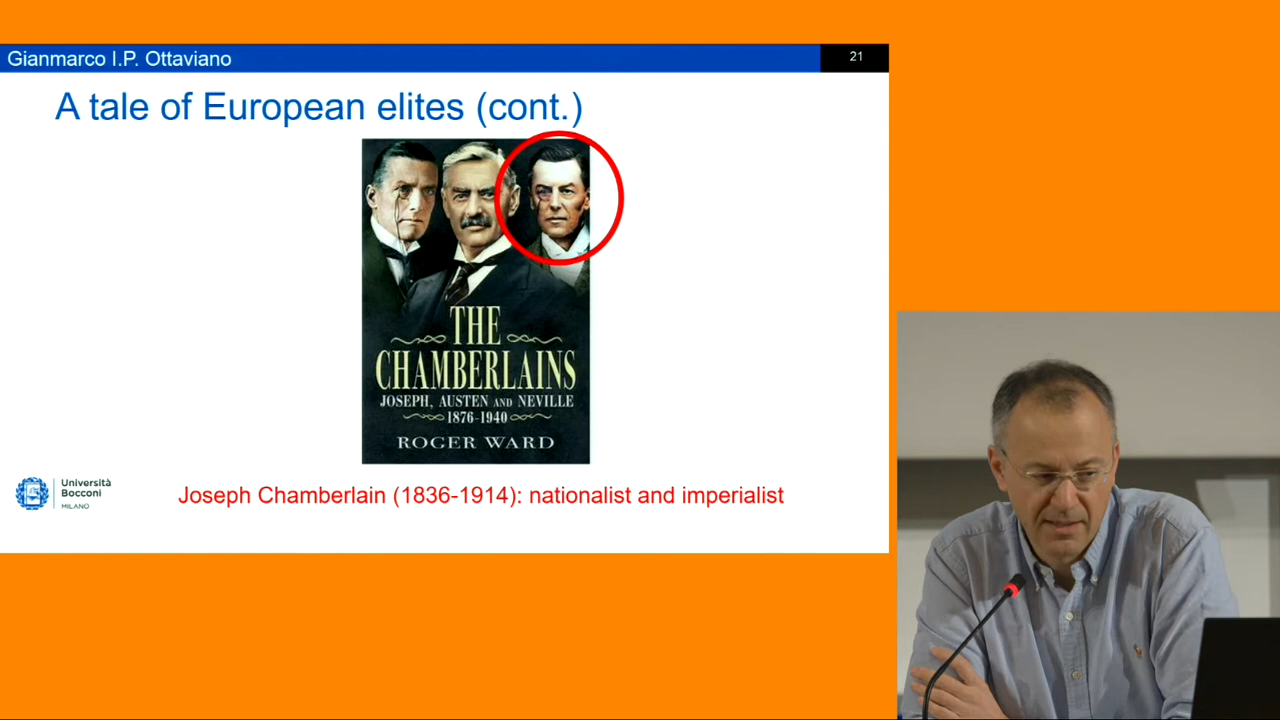 Gianmarco I.P. Ottaviano
21
A tale of European elites (cont.)
THE
CHAMBERLAINS
JOSEPH, AUSTEN AND NEVILLE
1876-1940
ROGER WARD
Università
Bocconi
MILANO
Joseph Chamberlain (1836-1914): nationalist and imperialist